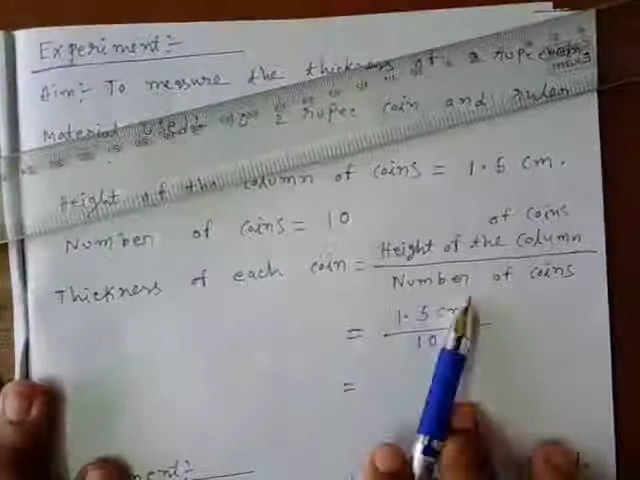 Experiment:-
Aim:- To measure the thickness of a 2 rupee
Material used:- 10 2 rupee coin and ruler
Height of the column of coins = 1.5 cm.
Number of coins = 10
Thickness of each coin = Height of the column of coins
Number of coins
= 1.5 cm
10
=